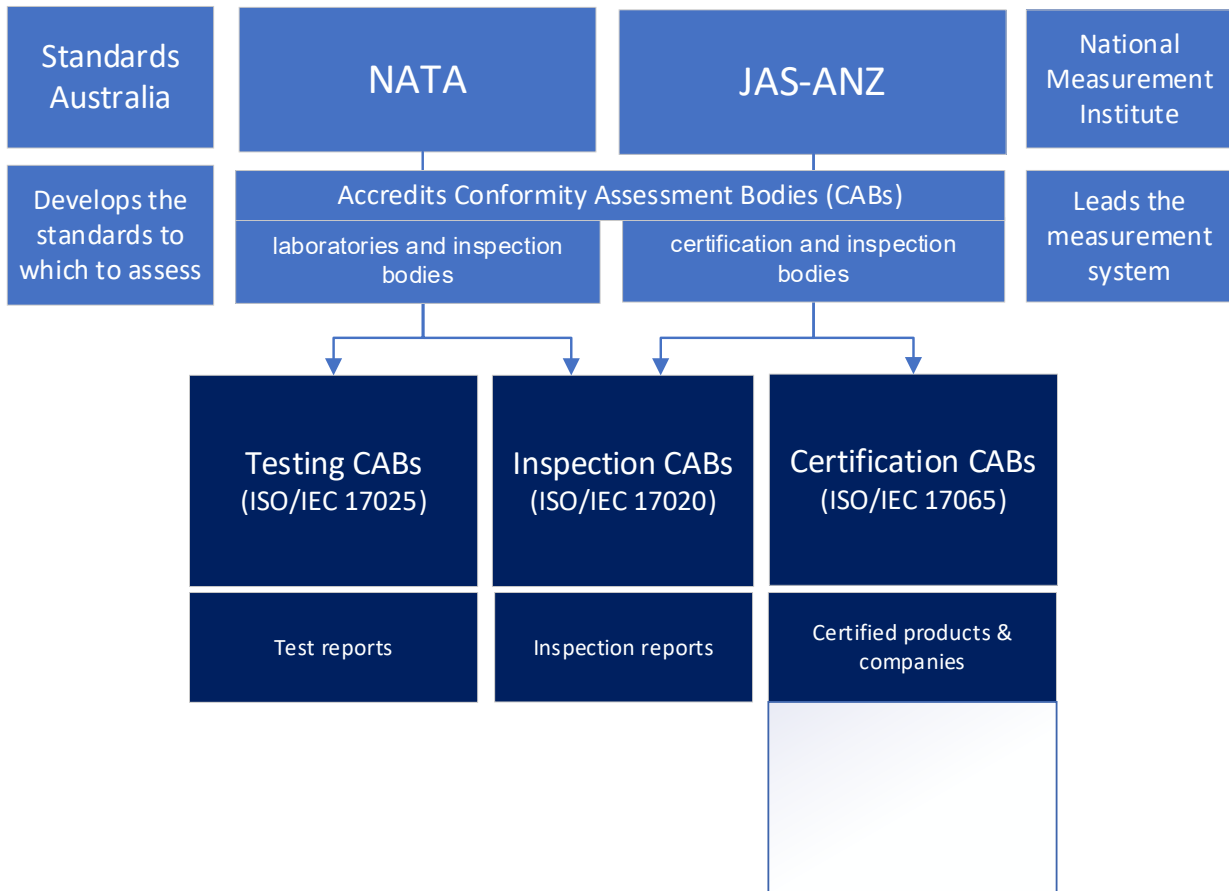 Standards
Australia
NATA
JAS-ANZ
National
Measurement
Institute
Develops the
standards to
which to assess
Accredits Conformity Assessment Bodies (CABs)
laboratories and inspection
bodies
certification and inspection
bodies
Leads the
measurement
system
Testing CABs
(ISO/IEC 17025)
Inspection CABs
(ISO/IEC 17020)
Certification CABs
(ISO/IEC 17065)
Test reports
Inspection reports
Certified products &
companies